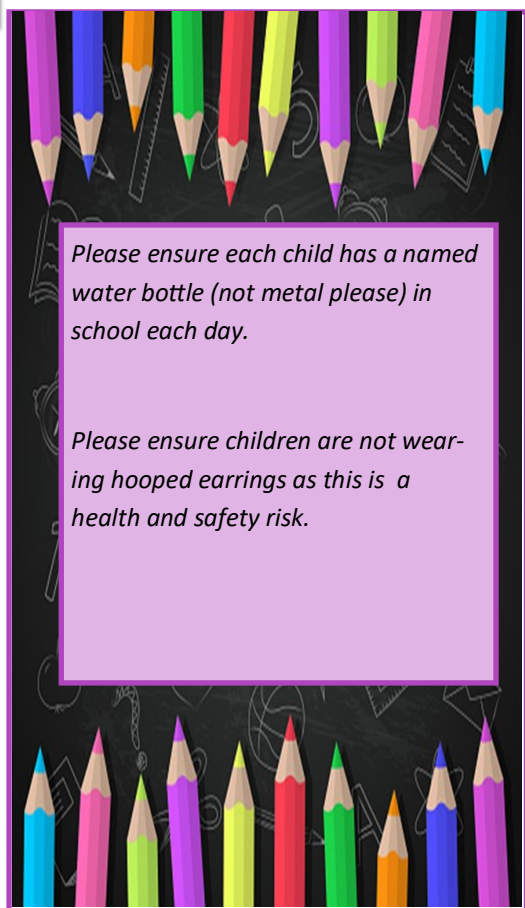 Please ensure each child has a named
water bottle (not metal please) in
school each day.
Please ensure children are not wear-
ing hooped earrings as this is  a
health and safety risk.